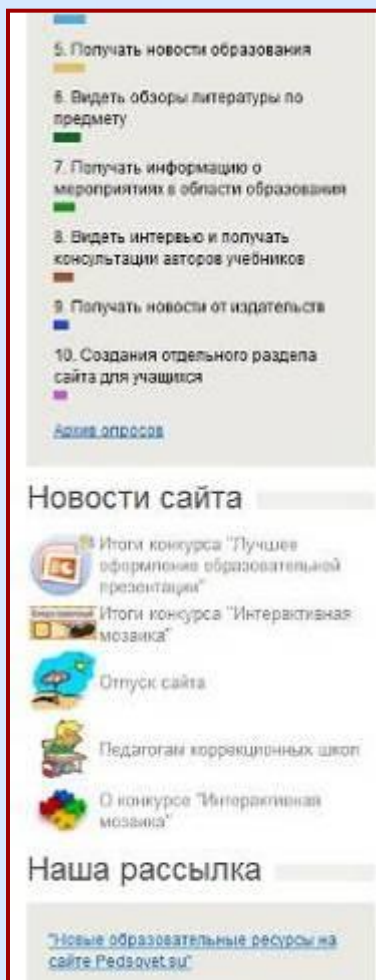 5. Получать новости образования
6. Видеть обзоры литературы по
предмету
7. Получать информацию о
мероприятиях в области образования
8. Видеть интервью и получать
консультации авторов учебников
9. Получать новости от издательств
10. Создания отдельного раздела
сайта для учащихся
Архив опросов
Новости сайта
Итоги конкурса "Лучшее
оформление образовательной
презентации"
Итоги конкурса "Интерактивная
мозаика"
Отпуск сайта
Педагогам коррекционных школ
О конкурсе "Интерактивная
мозаика"
Наша рассылка
"Новые образовательные ресурсы на
сайте Pedsovet.su"